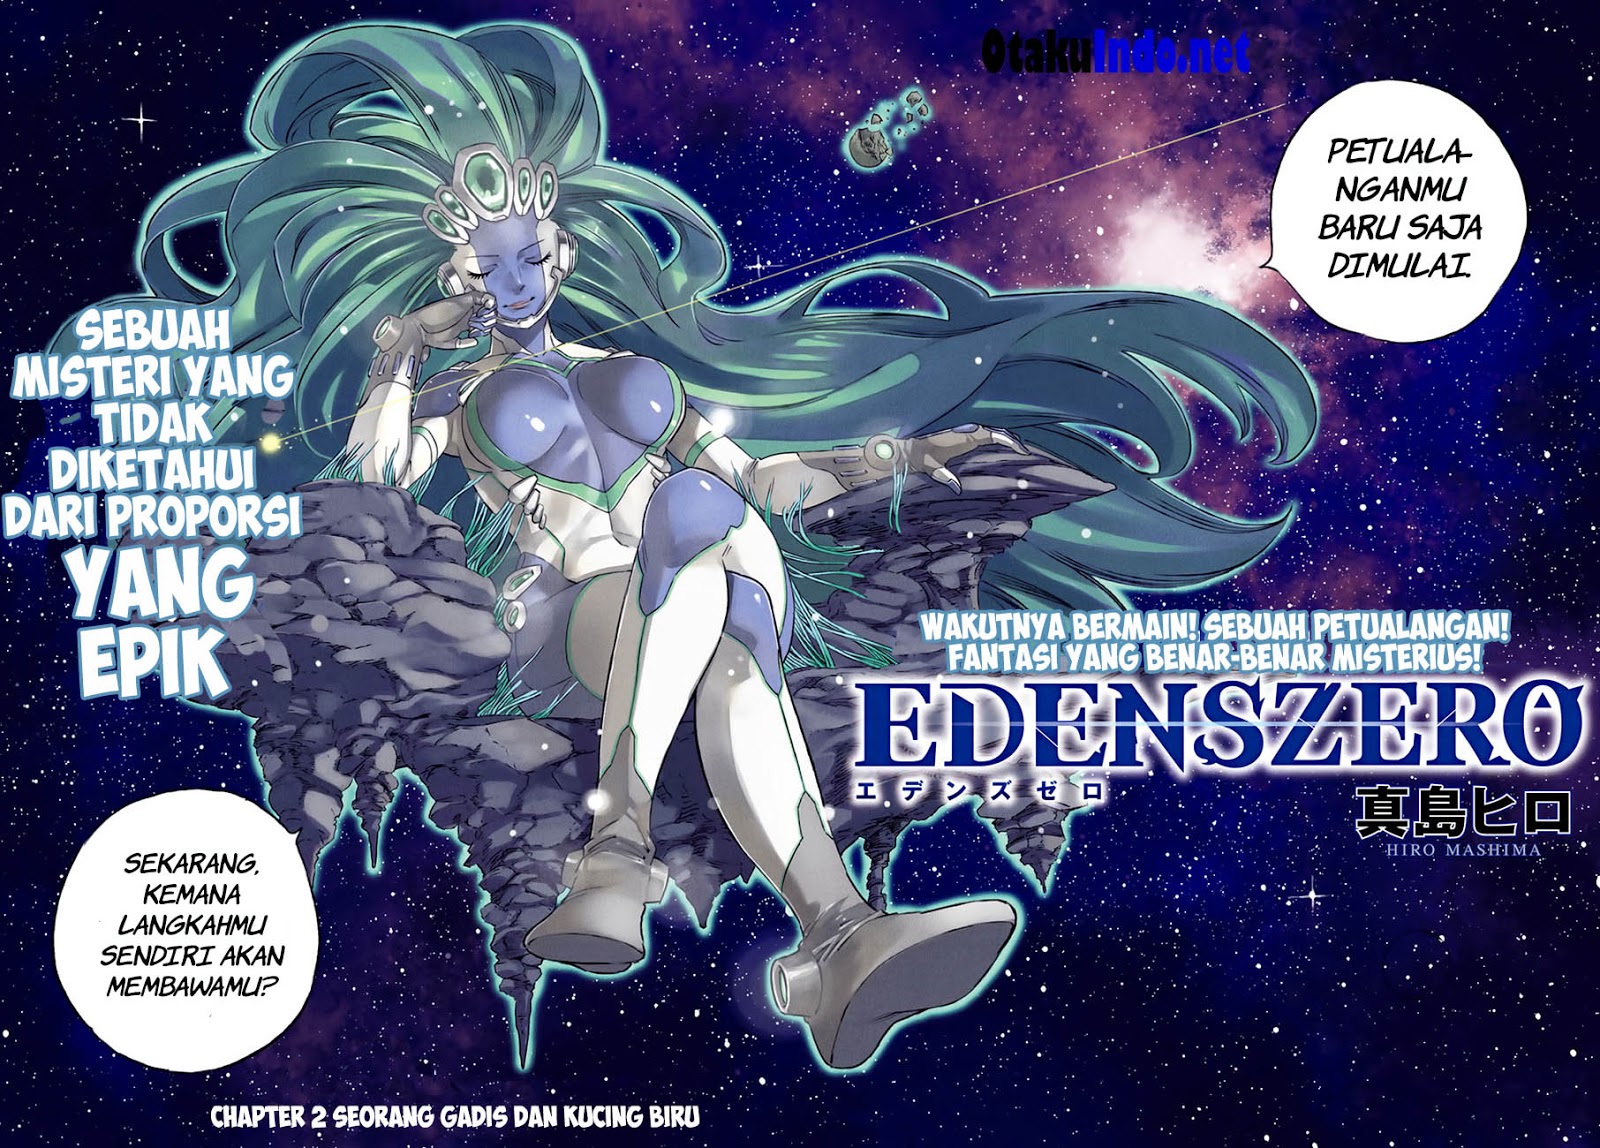 OtakuIndo.net
PETUALA-
NGANMU
BARU SAJA
DIMULAI.
SEBUAH
MISTERI YANG
TIDAK
DIKETAHUI
DARI PROPORSI
YANG
EPIK
WAKUTNYA BERMAIN! SEBUAH PETUALANGAN!
FANTASI YANG BENAR-BENAR MISTERIUS!
EDENSZERO
エデンズゼロ
真島ヒロ
HIRO MASHIMA
SEKARANG,
KEMANA
LANGKAHMU
SENDIRI AKAN
MEMBAWAMU?
CHAPTER 2 SEORANG GADIS DAN KUCING BIRU